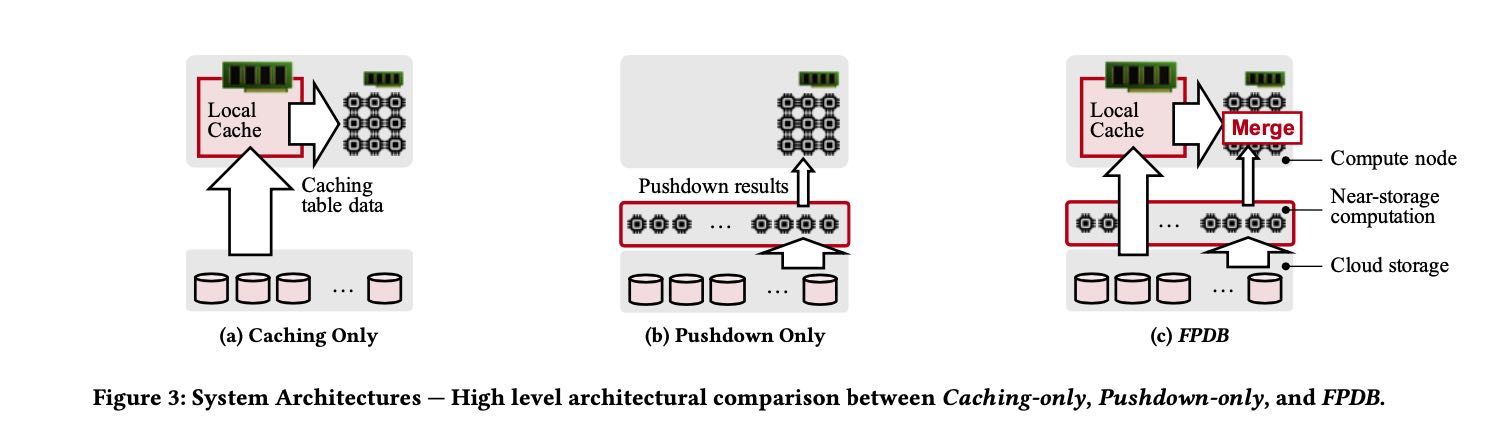 Local
Cache
Caching
table data
(a) Caching Only
Pushdown results
...
(b) Pushdown Only
Local
Cache
Merge
Compute node
Near-storage
computation
Cloud storage
(c) FPDB
Figure 3: System Architectures — High level architectural comparison between Caching-only, Pushdown-only, and FPDB.